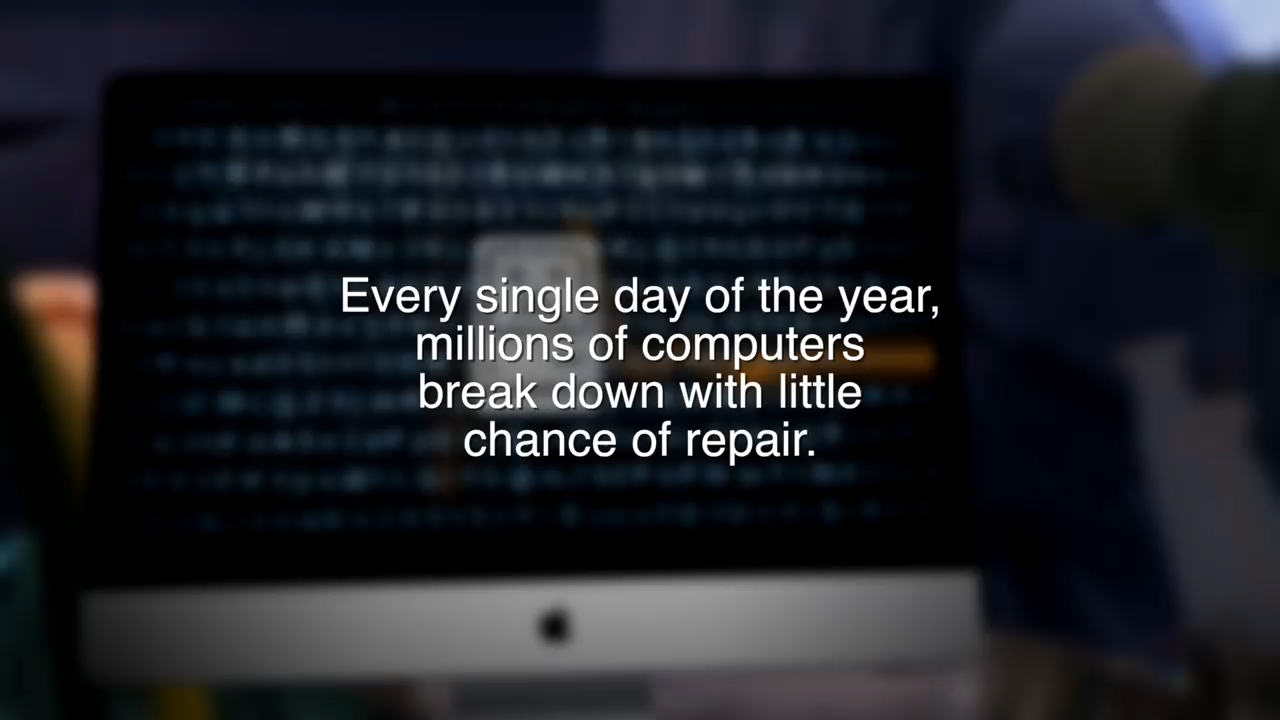 Every single day of the year,
millions of computers
break down with little
chance of repair.